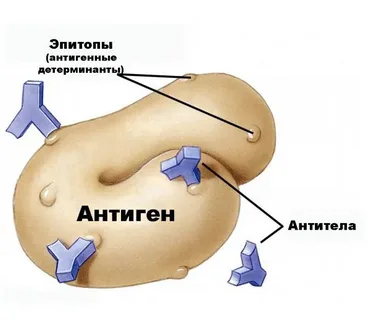 Эпитопы
(антигенные
детерминанты)
Антиген
Антитела